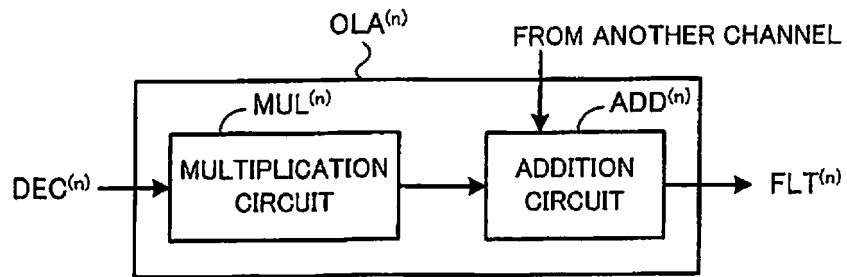 OLA(n)
FROM ANOTHER CHANNEL
MUL(n)
ADD(n)
DEC(n)
MULTIPLICATION
CIRCUIT
ADDITION
CIRCUIT
FLT(n)